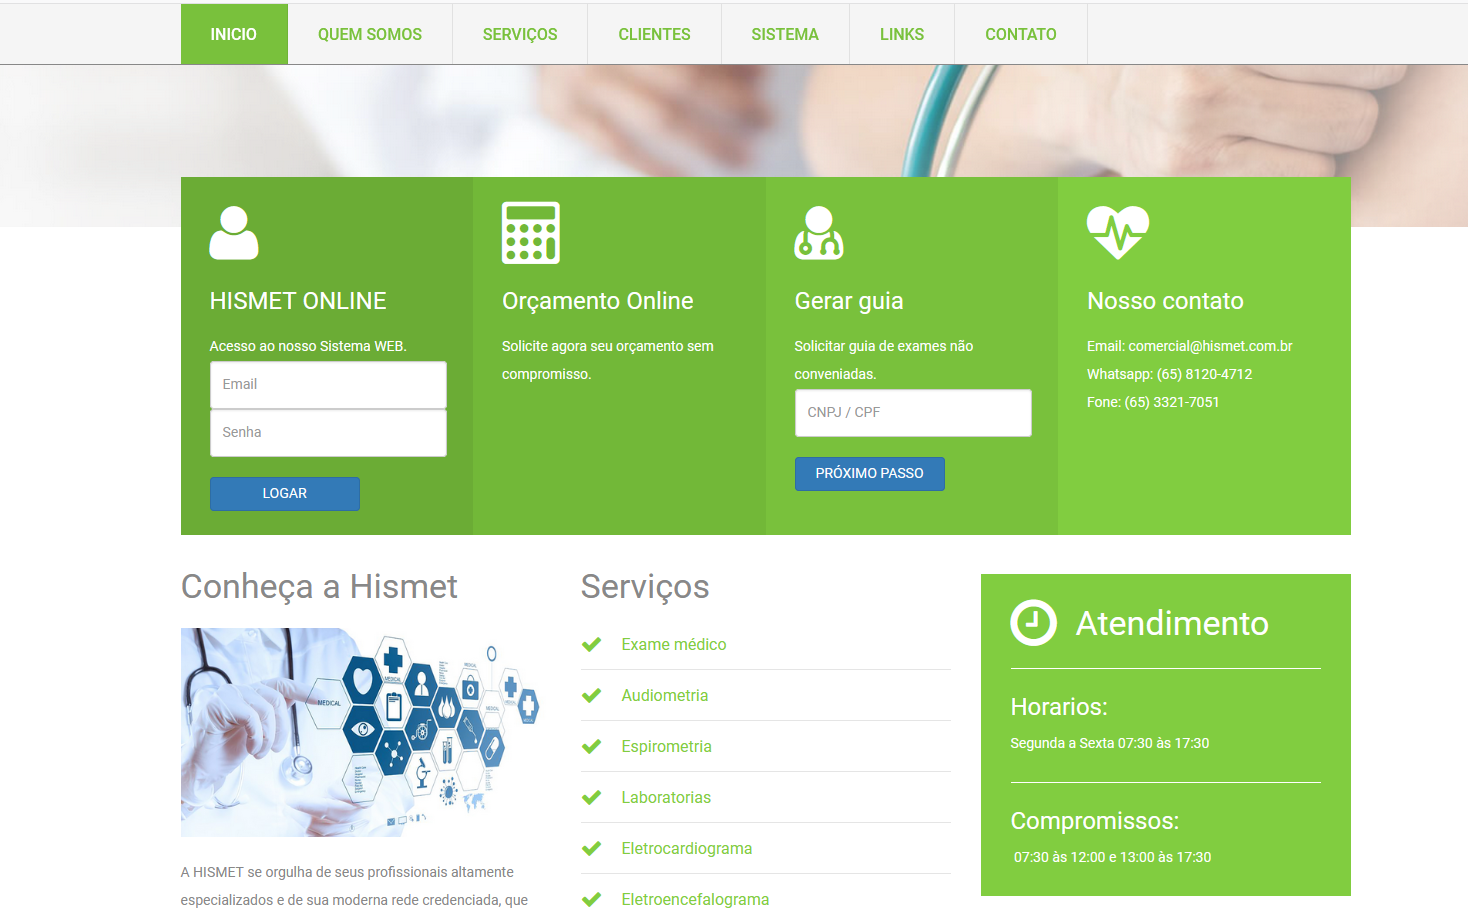 INICIO
QUEM SOMOS
SERVIÇOS
CLIENTES
SISTEMA
LINKS
CONTATO
HISMET ONLINE
Acesso ao nosso Sistema WEB.
Email
Senha
LOGAR
Orçamento Online
Solicite agora seu orçamento sem
compromisso.
Gerar guia
Solicitar guia de exames não
conveniadas.
CNPJ / CPF
PRÓXIMO PASSO
Nosso contato
Email: comercial@hismet.com.br
Whatsapp: (65) 8120-4712
Fone: (65) 3321-7051
Conheça a Hismet
MEDICAL
MEDICAL
MEDICAL
MEDICAL
A HISMET se orgulha de seus profissionais altamente
especializados e de sua moderna rede credenciada, que
Serviços
Exame médico
Audiometria
Espirometria
Laboratorias
Eletrocardiograma
Eletroencefalograma
Atendimento
Horarios:
Segunda a Sexta 07:30 às 17:30
Compromissos:
07:30 às 12:00 e 13:00 às 17:30